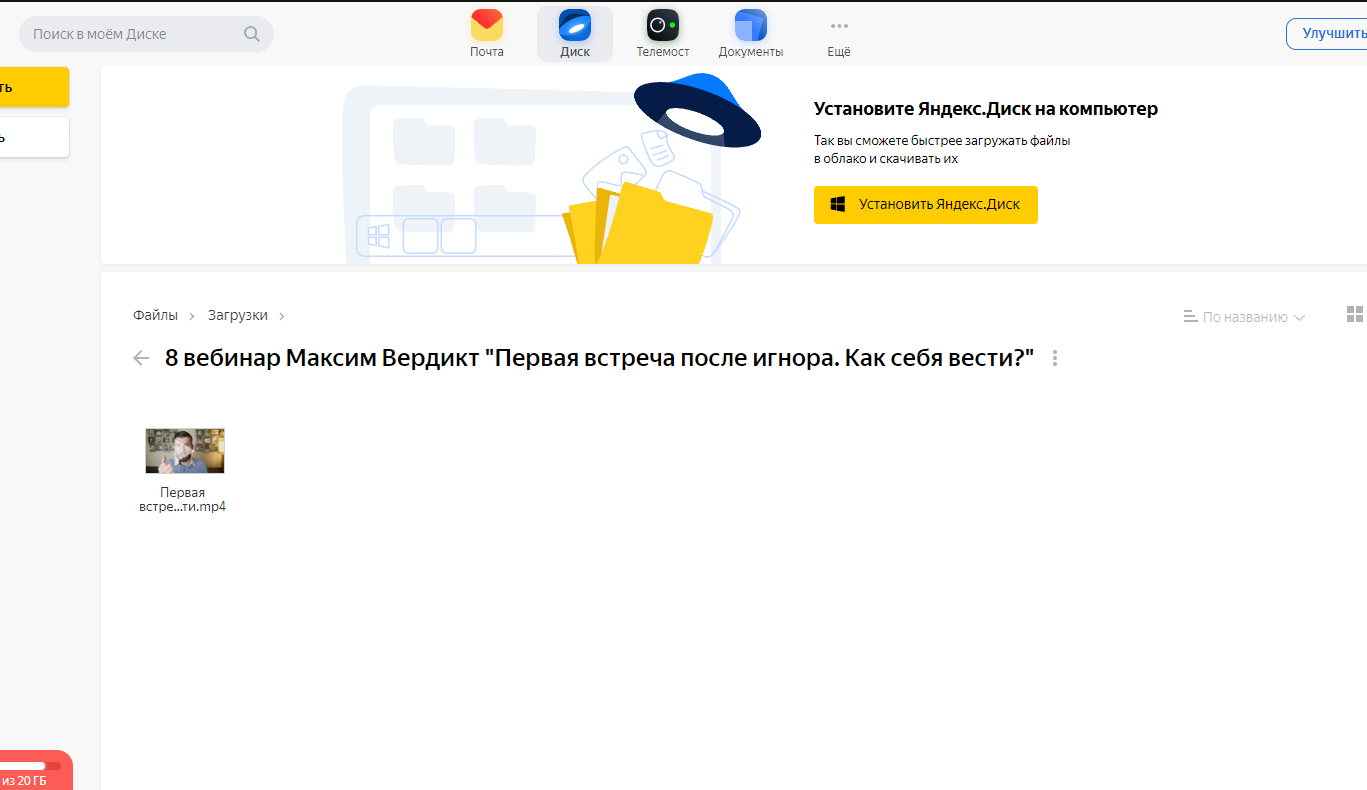 Поиск в моём Диске
Почта
Диск
Телемост
Документы
Ещё
Улучшить
ть
ь
Установите Яндекс.Диск на компьютер
Так вы сможете быстрее загружать файлы
в облако и скачивать их
Установить Яндекс.Диск
Файлы
Загрузки
По названию
8 вебинар Максим Вердикт "Первая встреча после игнора. Как себя вести?"
Первая
встре...ти.mp4
из 20 ГБ